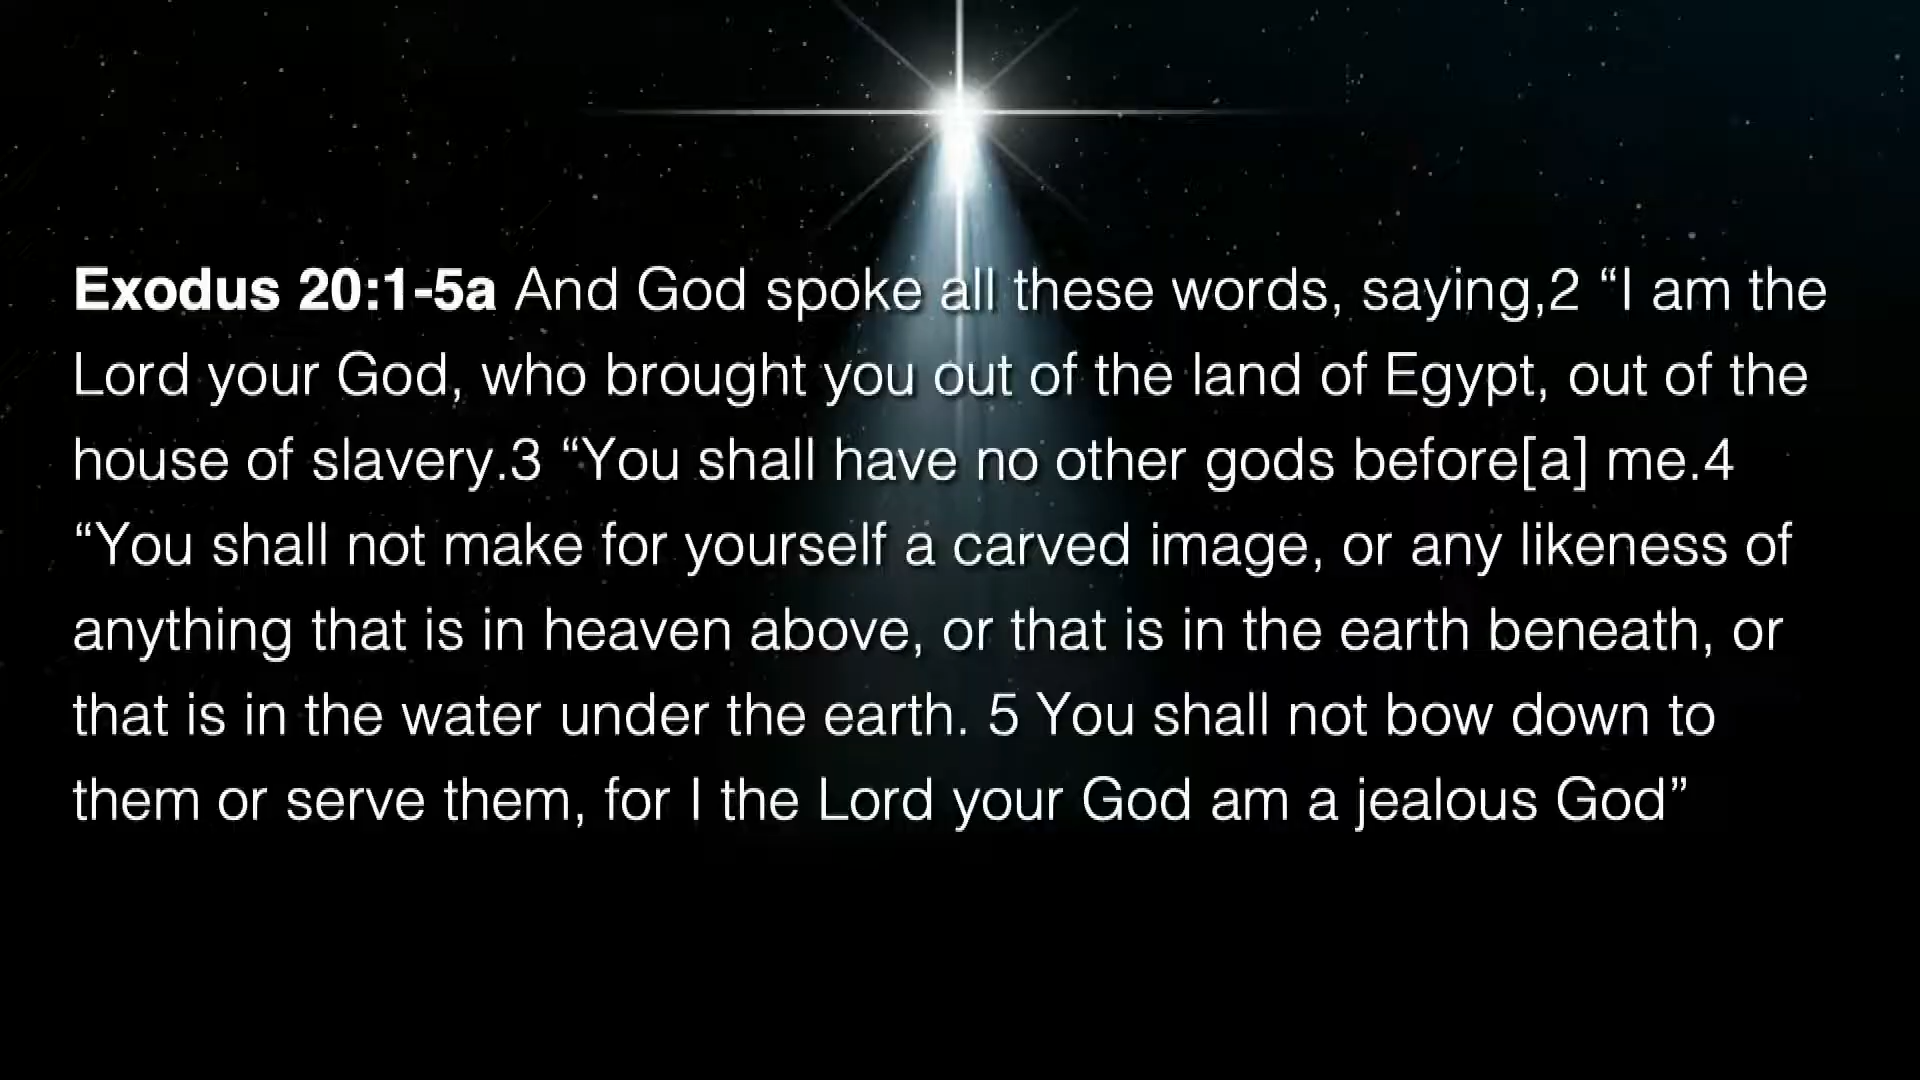 Exodus 20:1-5a And God spoke all these words, saying,2 “I am the
Lord your God, who brought you out of the land of Egypt, out of the
house of slavery.3 “You shall have no other gods before[a] me.4
“You shall not make for yourself a carved image, or any likeness of
anything that is in heaven above, or that is in the earth beneath, or
that is in the water under the earth. 5 You shall not bow down to
them or serve them, for I the Lord your God am a jealous God”